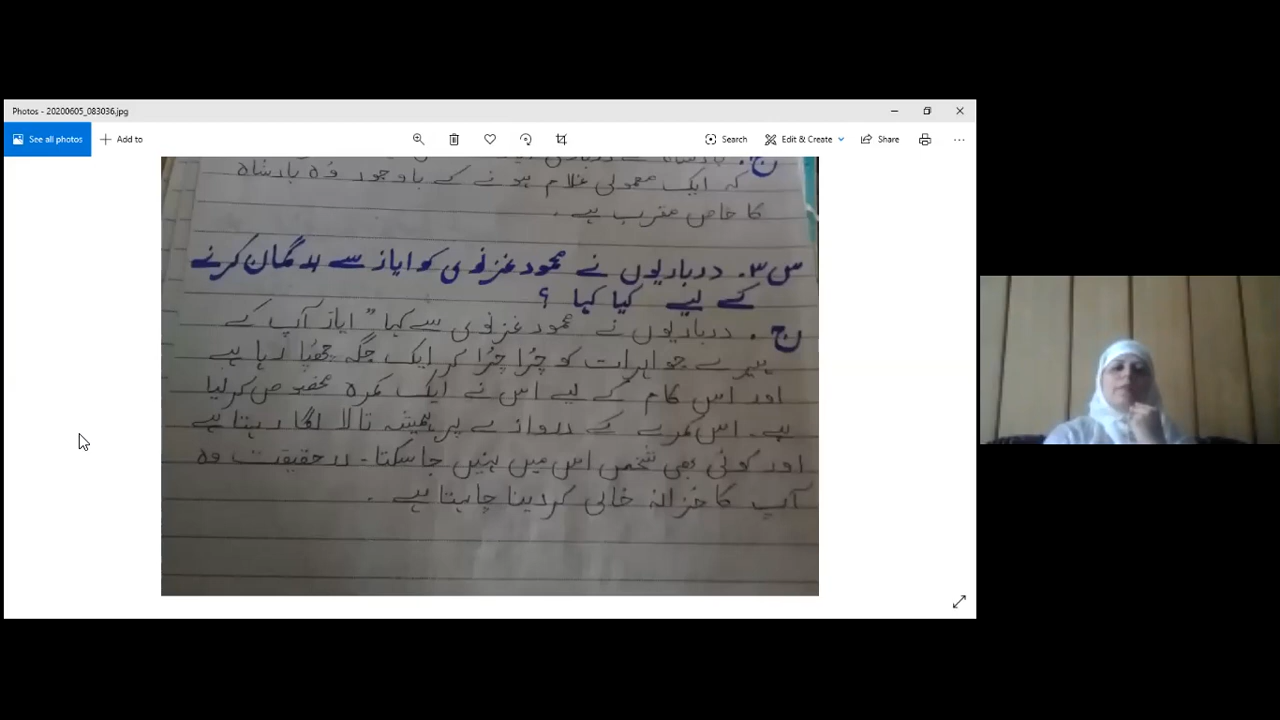 Photos - 20200605_083036.jpg
See all photos
Add to
Search
Edit & Create
Share
ج۔
کہ ایک معمولی غلام ہونے کے باوجود وُہ بادشاہ
کا خاص مقرب ہے۔
س۳۔ درباریوں نے محمود غزنوی کو ایاز سے بدگمان کرنے
کے لیے کیا کہا ؟
ج۔ درباریوں نے محمود غزنوی سے کہا " ایاز آپ کے
ہیرے جواہرات کو چُرا چُرا کر ایک جگہ چھپا رہا ہے
اور اس کام کے لیے اس نے ایک کمرہ مخصوص کر لیا
ہے۔ اس کمرے کے دروازے پر ہمیشہ تالا لگا رہتا ہے
اور کوئی بھی شخص اس میں نہیں جا سکتا۔ درحقیقت وہ
آپ کا خزانہ خالی کر دینا چاہتا ہے۔